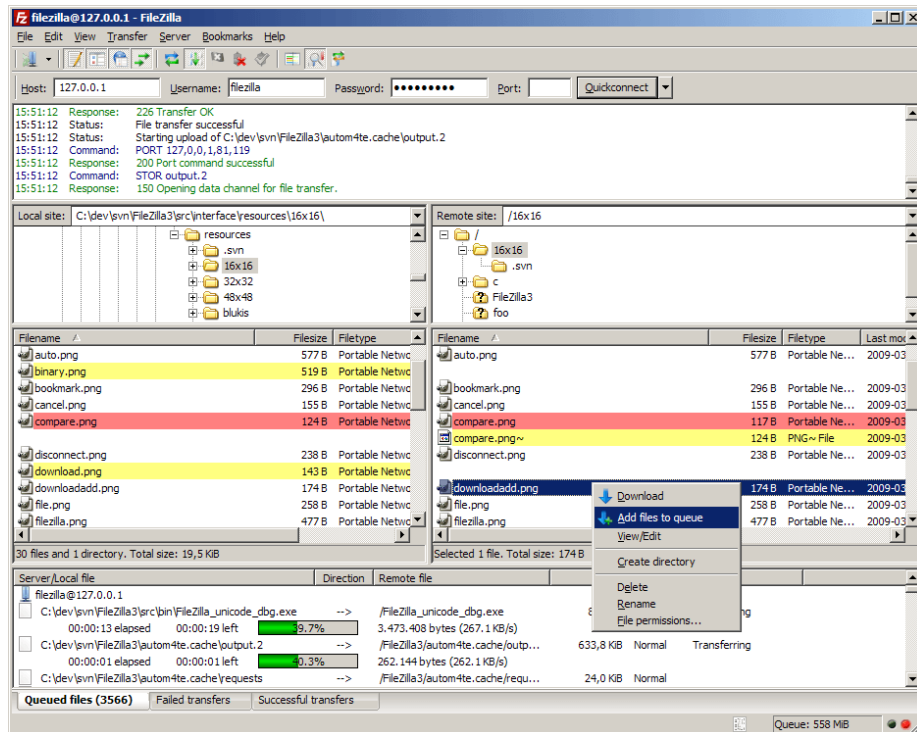 filezilla@127.0.0.1 - FileZilla
File Edit View Transfer Server Bookmarks Help
Host: 127.0.0.1 Username: filezilla Password: ●●●●●●●●● Port: Quickconnect
15:51:12 Response: 226 Transfer OK
15:51:12 Status: File transfer successful
15:51:12 Status: Starting upload of C:\dev\svn\FileZilla3\autom4te.cache\output.2
15:51:12 Command: PORT 127,0,0,1,81,119
15:51:12 Response: 200 Port command successful
15:51:12 Command: STOR output.2
15:51:12 Response: 150 Opening data channel for file transfer.
Local site: C:\dev\svn\FileZilla3\src\interface\resources\16x16\
resources
.svn
16x16
32x32
48x48
blukis
Remote site: /16x16
/
16x16
.svn
c
FileZilla3
foo
Filename Filesize Filetype
auto.png 577 B Portable Netwo
binary.png 519 B Portable Netwo
bookmark.png 296 B Portable Netwo
cancel.png 155 B Portable Netwo
compare.png 124 B Portable Netwo
disconnect.png 238 B Portable Netwo
download.png 143 B Portable Netwo
downloadadd.png 174 B Portable Netwo
file.png 258 B Portable Netwo
filezilla.png 477 B Portable Netwo
30 files and 1 directory. Total size: 19,5 KiB
Filename Filesize Filetype Last mod
auto.png 577 B Portable Ne... 2009-03
bookmark.png 296 B Portable Ne... 2009-03
cancel.png 155 B Portable Ne... 2009-03
compare.png 117 B Portable Ne... 2009-03
compare.png~ 124 B PNG~ File 2009-03
disconnect.png 238 B Portable Ne... 2009-03
downloadadd.png 174 B Portable Ne... 2009-03
file.png 258 B Portable Ne... 2009-03
filezilla.png 477 B Portable Ne... 2009-03
Selected 1 file. Total size: 174 B
Download
Add files to queue
View/Edit
Create directory
Delete
Rename
File permissions...
Server/Local file Direction Remote file
filezilla@127.0.0.1
C:\dev\svn\FileZilla3\src\bin\FileZilla_unicode_dbg.exe --> /FileZilla_unicode_dbg.exe
00:00:13 elapsed 00:00:19 left 39.7% 3.473.408 bytes (267.1 KB/s)
C:\dev\svn\FileZilla3\autom4te.cache\output.2 --> /FileZilla3/autom4te.cache/outp... 633,8 KiB Normal Transferring
00:00:01 elapsed 00:00:01 left 40.3% 262.144 bytes (262.1 KB/s)
C:\dev\svn\FileZilla3\autom4te.cache\requests --> /FileZilla3/autom4te.cache/requ... 24,0 KiB Normal
Queued files (3566) Failed transfers Successful transfers
Queue: 558 MiB